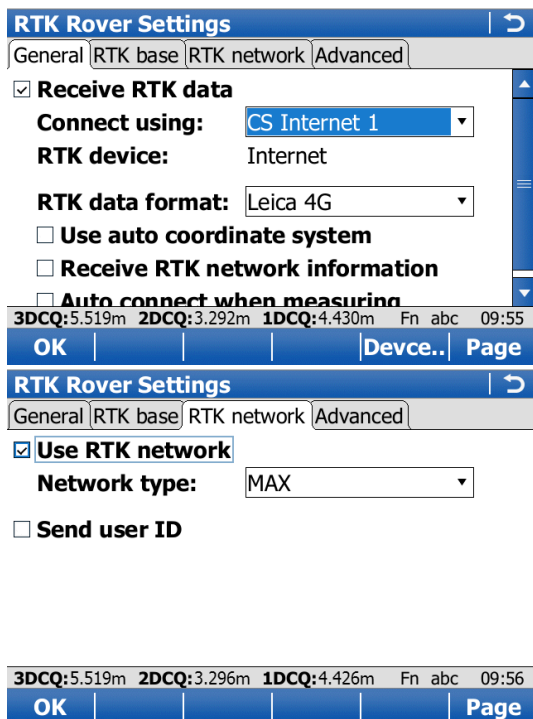 RTK Rover Settings
General RTK base RTK network Advanced
Receive RTK data
Connect using: CS Internet 1
RTK device: Internet
RTK data format: Leica 4G
Use auto coordinate system
Receive RTK network information
Auto connect when measuring
3DCQ:5.519m 2DCQ:3.292m 1DCQ:4.430m Fn abc 09:55
OK Devce.. Page
RTK Rover Settings
General RTK base RTK network Advanced
Use RTK network
Network type: MAX
Send user ID
3DCQ:5.519m 2DCQ:3.296m 1DCQ:4.426m Fn abc 09:56
OK Page